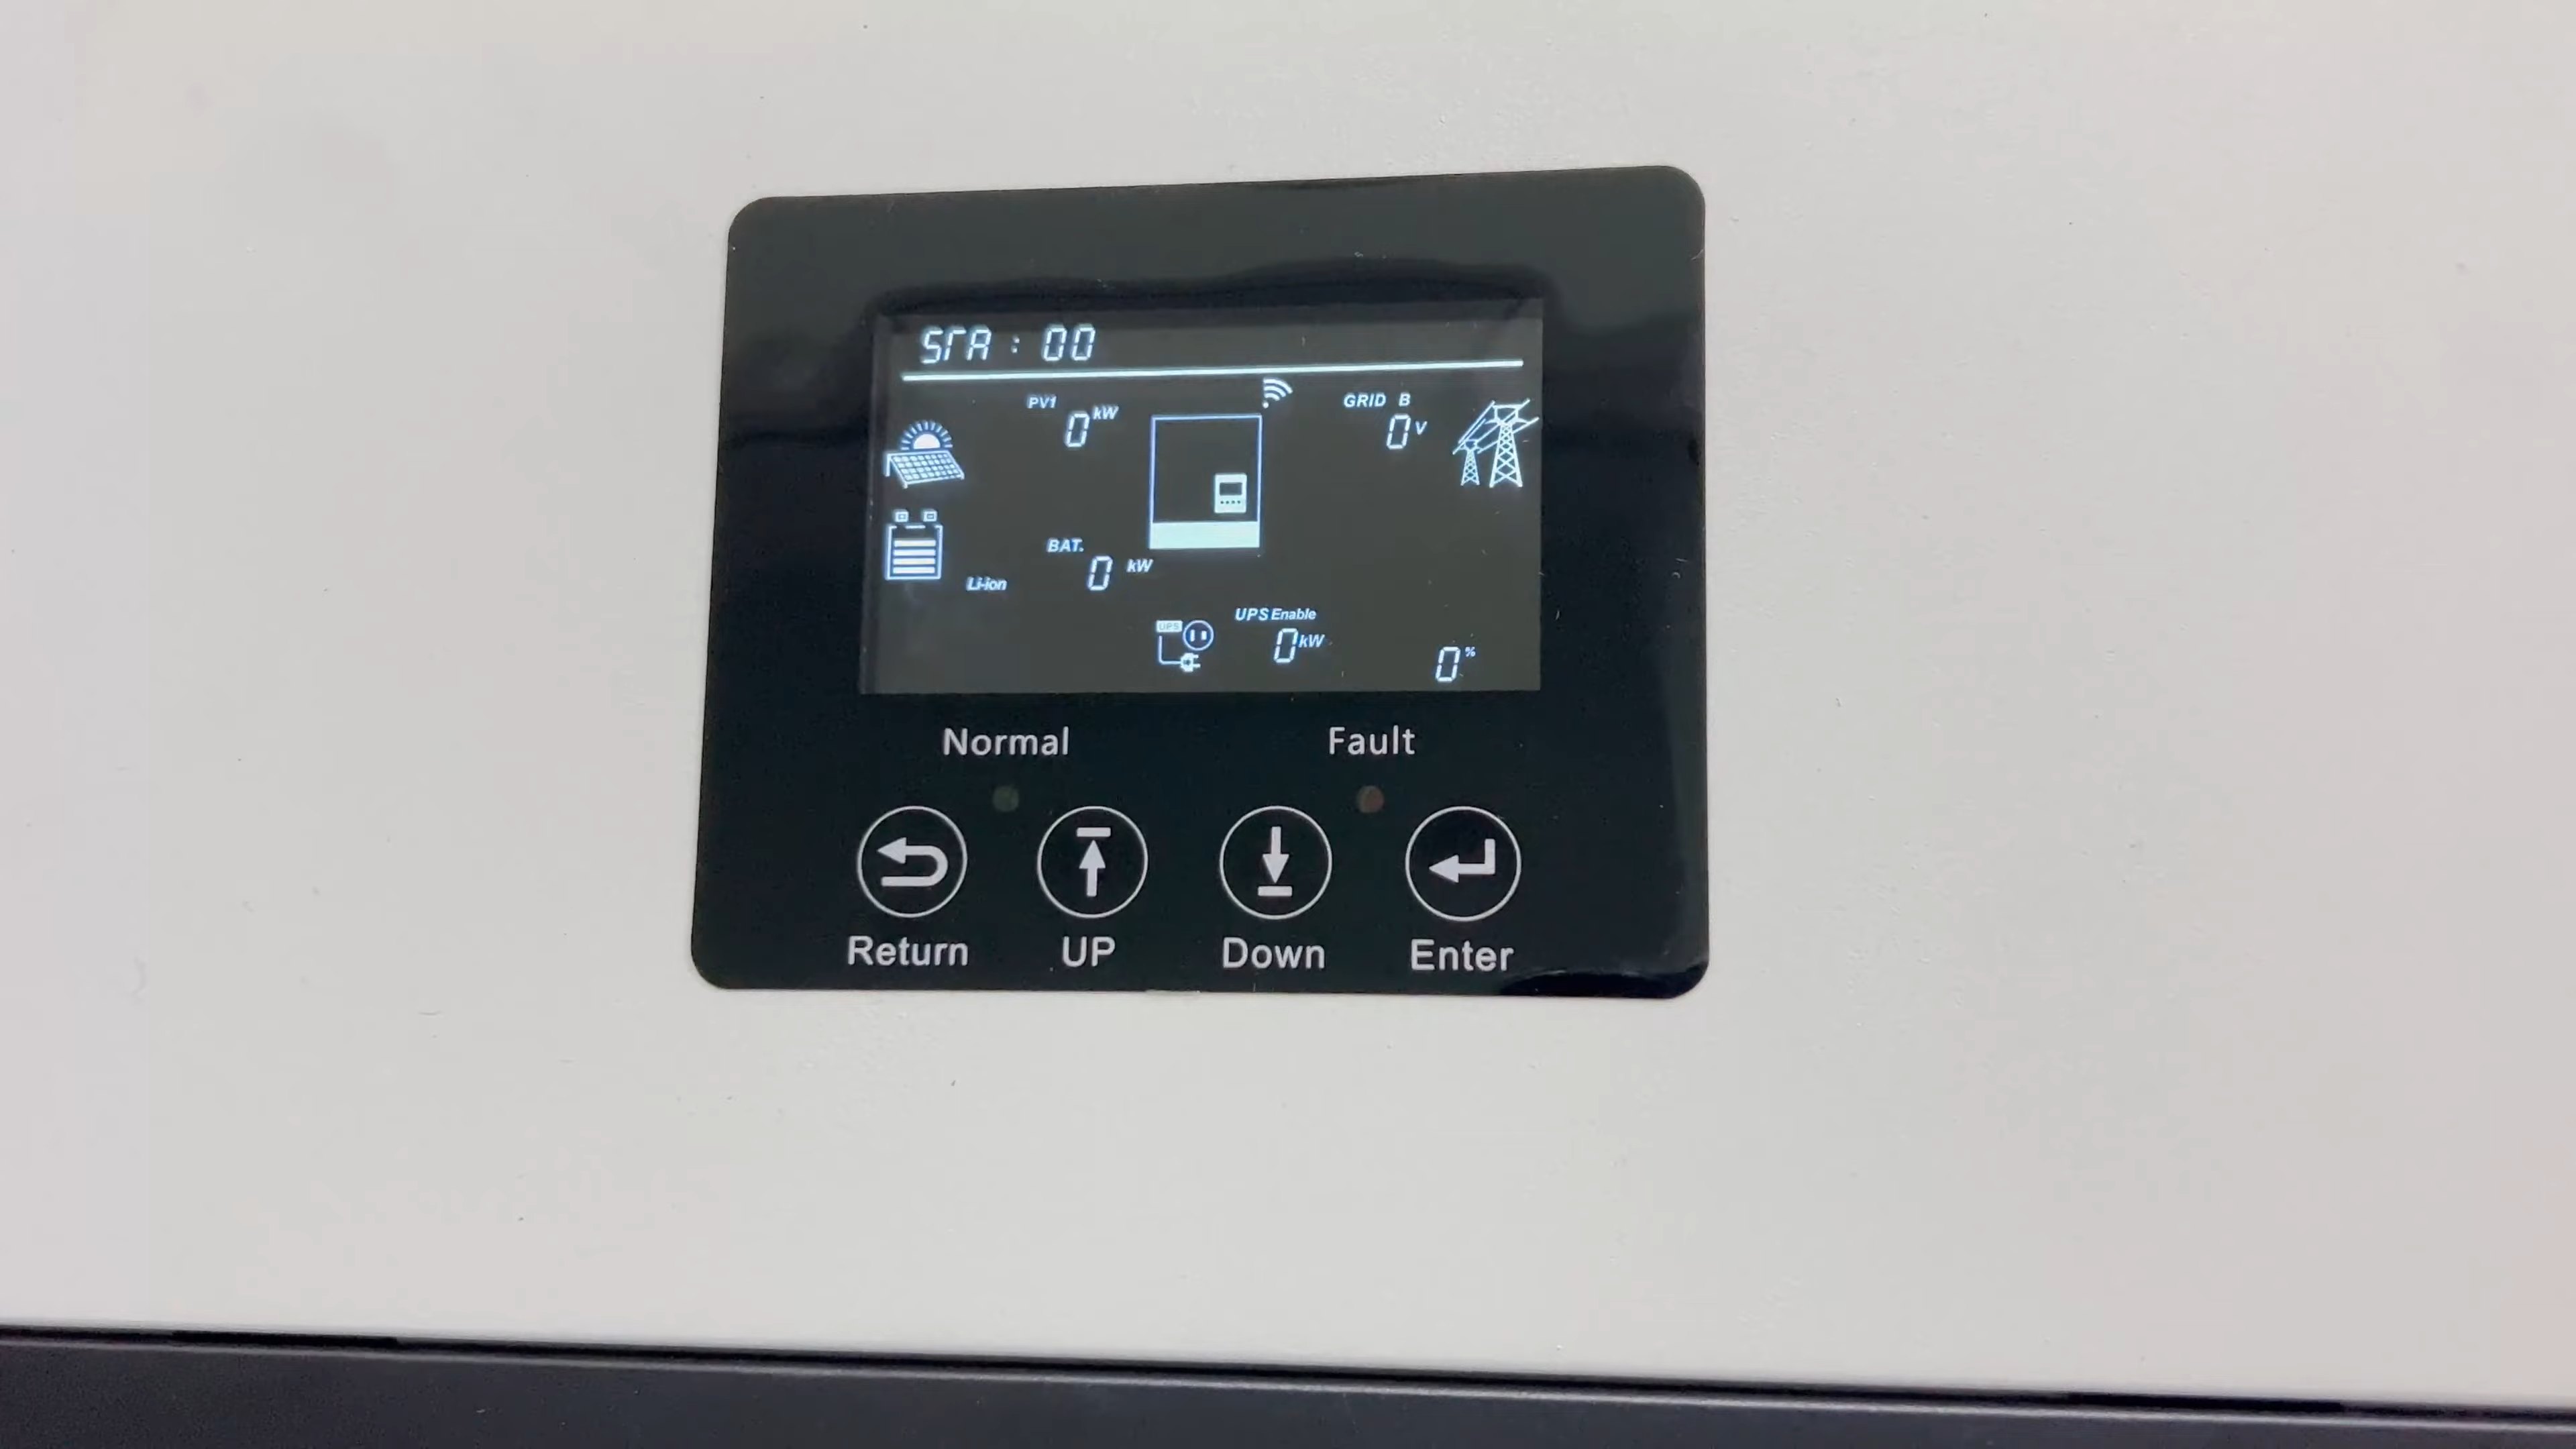 STA : 00
PV1
0 kW
GRID B
0 V
BAT.
0 kW
Li-ion
UPS Enable
UPS
0 kW
0 %
Normal Fault
Return UP Down Enter